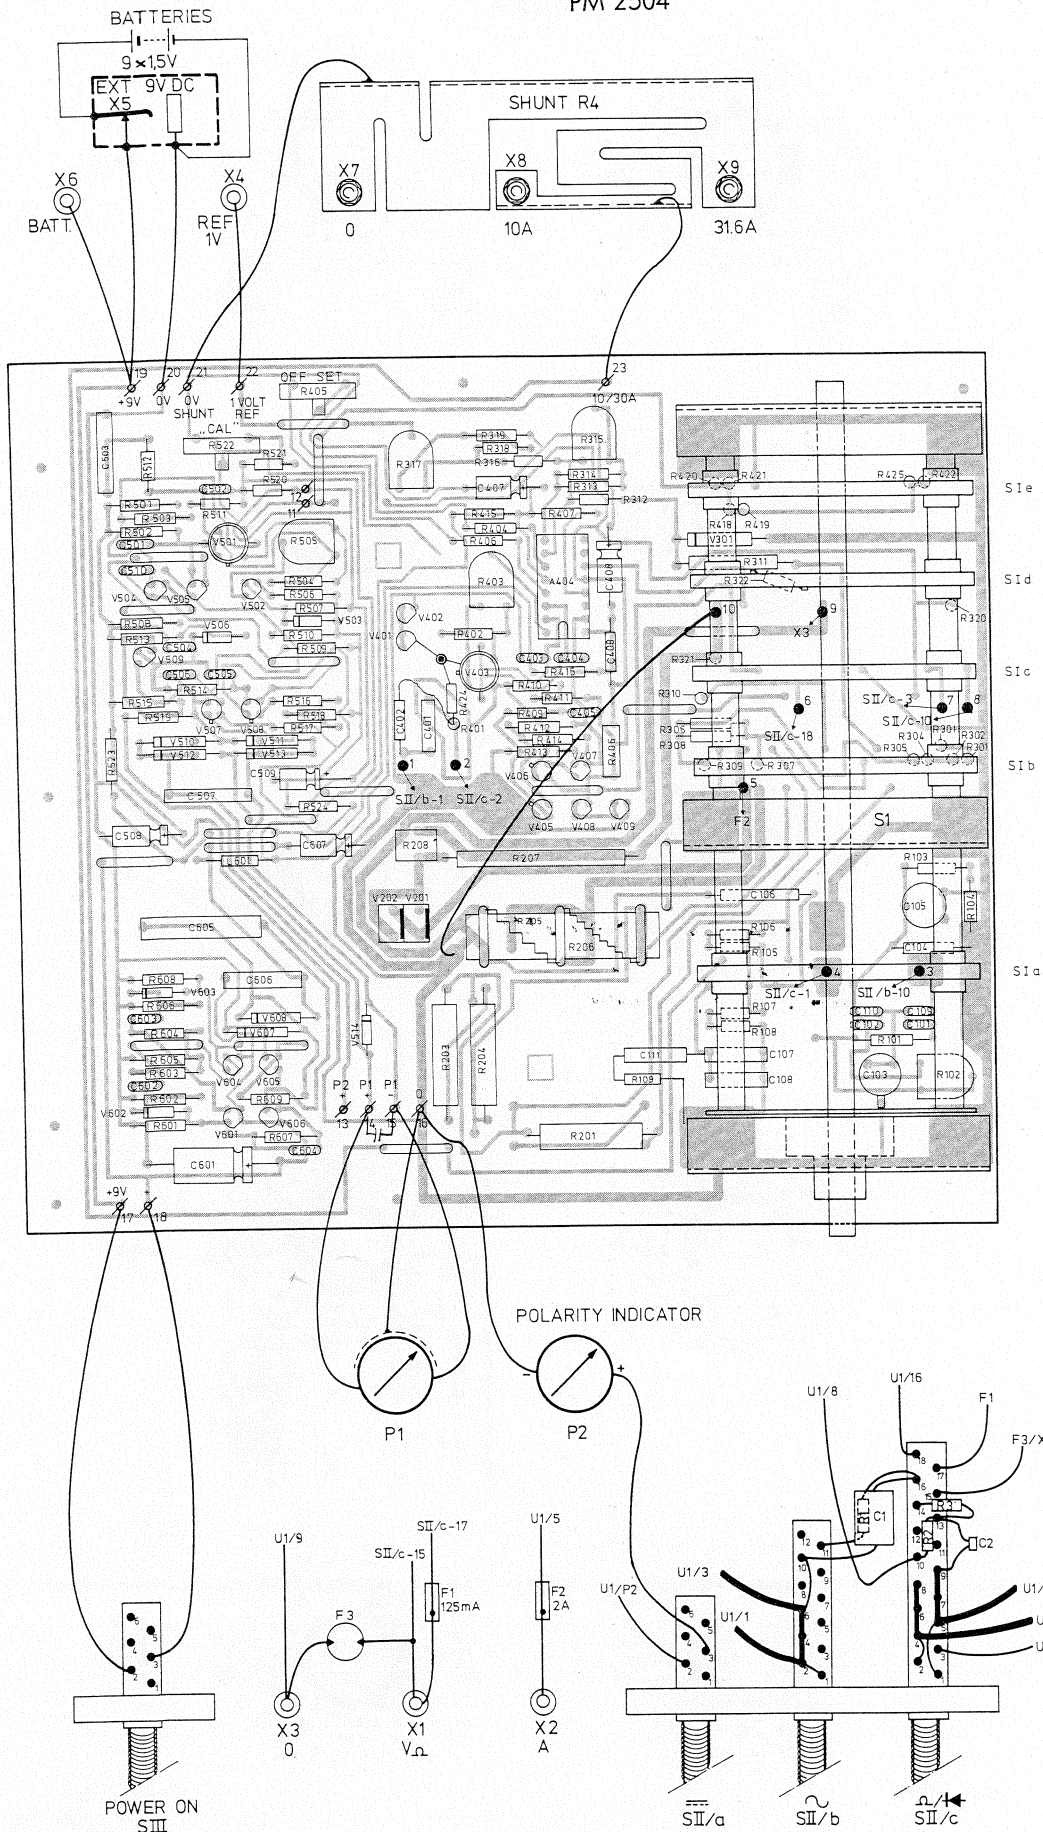 PM 2504
BATTERIES
9 x 1,5V
EXT 9V DC
X5
SHUNT R4
X6
BATT.
X4
REF
1V
X7
X8
X9
0
10A
31.6A
19
20
21
22
23
+9V
0V
0V
SHUNT
1 VOLT
REF
OFF SET
R405
10/30A
„CAL"
R522
R512
R521
R520
C502
R511
12
11
R501
R503
R502
C501
V501
R505
C510
V504
V505
V502
R504
R506
R507
V503
R508
R513
V506
R510
R509
C504
V509
C505
R514
R515
R516
R518
R517
V507
V508
V510
V511
V512
V513
R523
C509
C507
R524
C508
C607
C605
R317
R319
R318
R316
R315
R314
R313
R312
C407
R415
R407
R404
R406
R403
A404
C408
V402
V401
R402
V403
R424
R401
C402
C401
C403
C404
R416
R410
R411
R409
C405
R412
R414
R413
V407
V406
V405
V408
V409
1
2
SII/b-1
SII/c-2
R208
R207
V202
V201
R205
R206
R203
R204
R201
V514
R420
R421
R425
R422
SIe
R418
R419
V301
R311
R322
SId
10
9
X3
R320
R321
SIc
R310
6
SII/c-18
SII/c-3
SII/c-10
7
8
R308
R304
R302
R305
R301
R309
R307
SIb
5
F2
S1
R103
C106
C105
R104
R106
R105
C104
SIa
4
3
SII/c-1
SII/b-10
R107
R108
C110
C102
C101
R101
C111
C107
R109
C108
C103
R102
R608
C606
V603
R606
C603
V608
R604
V607
R605
R603
V604
V605
C602
R602
R609
V602
R601
V601
V606
R607
C604
C601
P2
P1
P1
0
+
+
-
13
14
15
16
+9V
+
17
18
POLARITY INDICATOR
-
+
P1
P2
U1/8
U1/16
F1
R1
C1
R3
R2
C2
U1/9
SII/c-17
SII/c-15
F1
125mA
F3
U1/5
F2
2A
U1/P2
U1/3
U1/1
X3
0
X1
VΩ
X2
A
POWER ON
SIII
SII/a
SII/b
SII/c